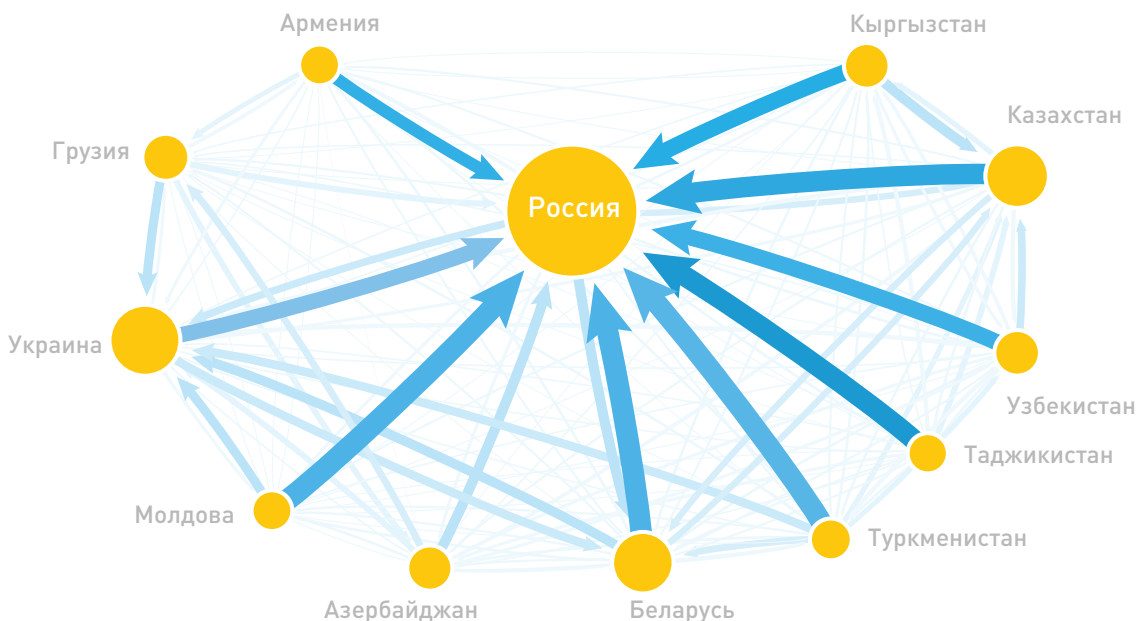 Армения
Кыргызстан
Казахстан
Грузия
Россия
Украина
Узбекистан
Таджикистан
Молдова
Туркменистан
Азербайджан
Беларусь